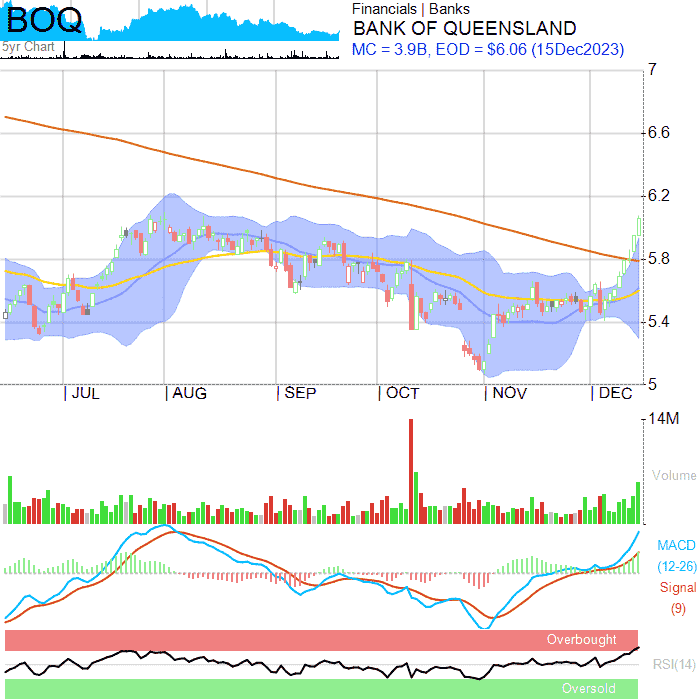 BOQ
5yr Chart
Financials | Banks
BANK OF QUEENSLAND
MC = 3.9B, EOD = $6.06 (15Dec2023)
7
6.6
6.2
5.8
5.4
5
| JUL | AUG | SEP | OCT | NOV | DEC
14M
Volume
MACD
(12-26)
Signal
(9)
Overbought
RSI(14)
Oversold